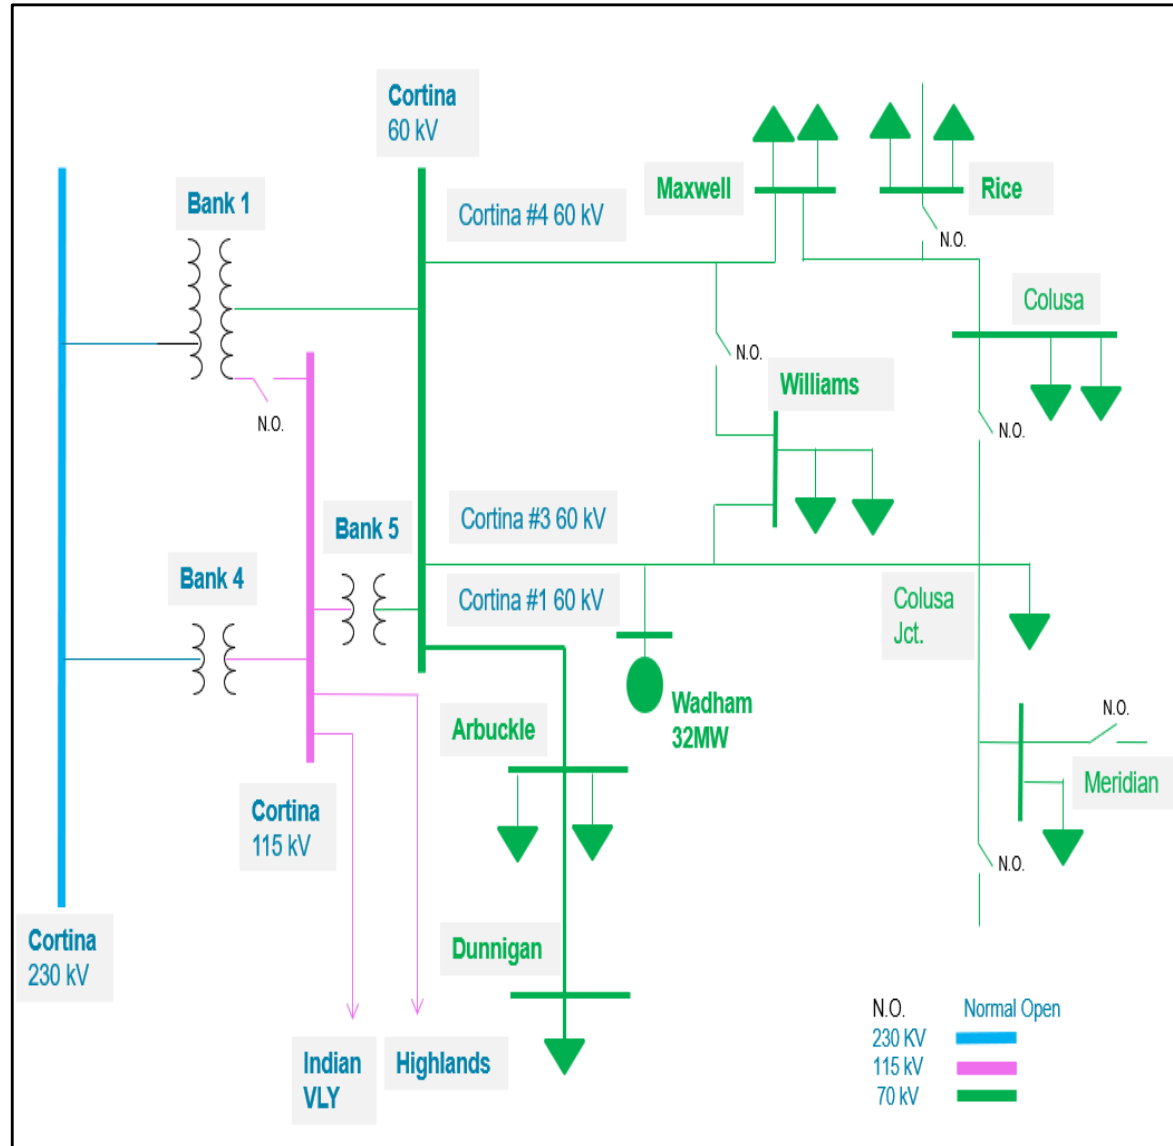 Cortina
60 kV
Bank 1
Cortina #4 60 kV
Maxwell
Rice
N.O.
Colusa
N.O.
Williams
N.O.
N.O.
Bank 5
Cortina #3 60 kV
Bank 4
Cortina #1 60 kV
Colusa
Jct.
Wadham
32MW
Arbuckle
N.O.
Meridian
Cortina
115 kV
N.O.
Cortina
230 kV
Dunnigan
Indian
VLY
Highlands
N.O.
Normal Open
230 KV
115 kV
70 kV